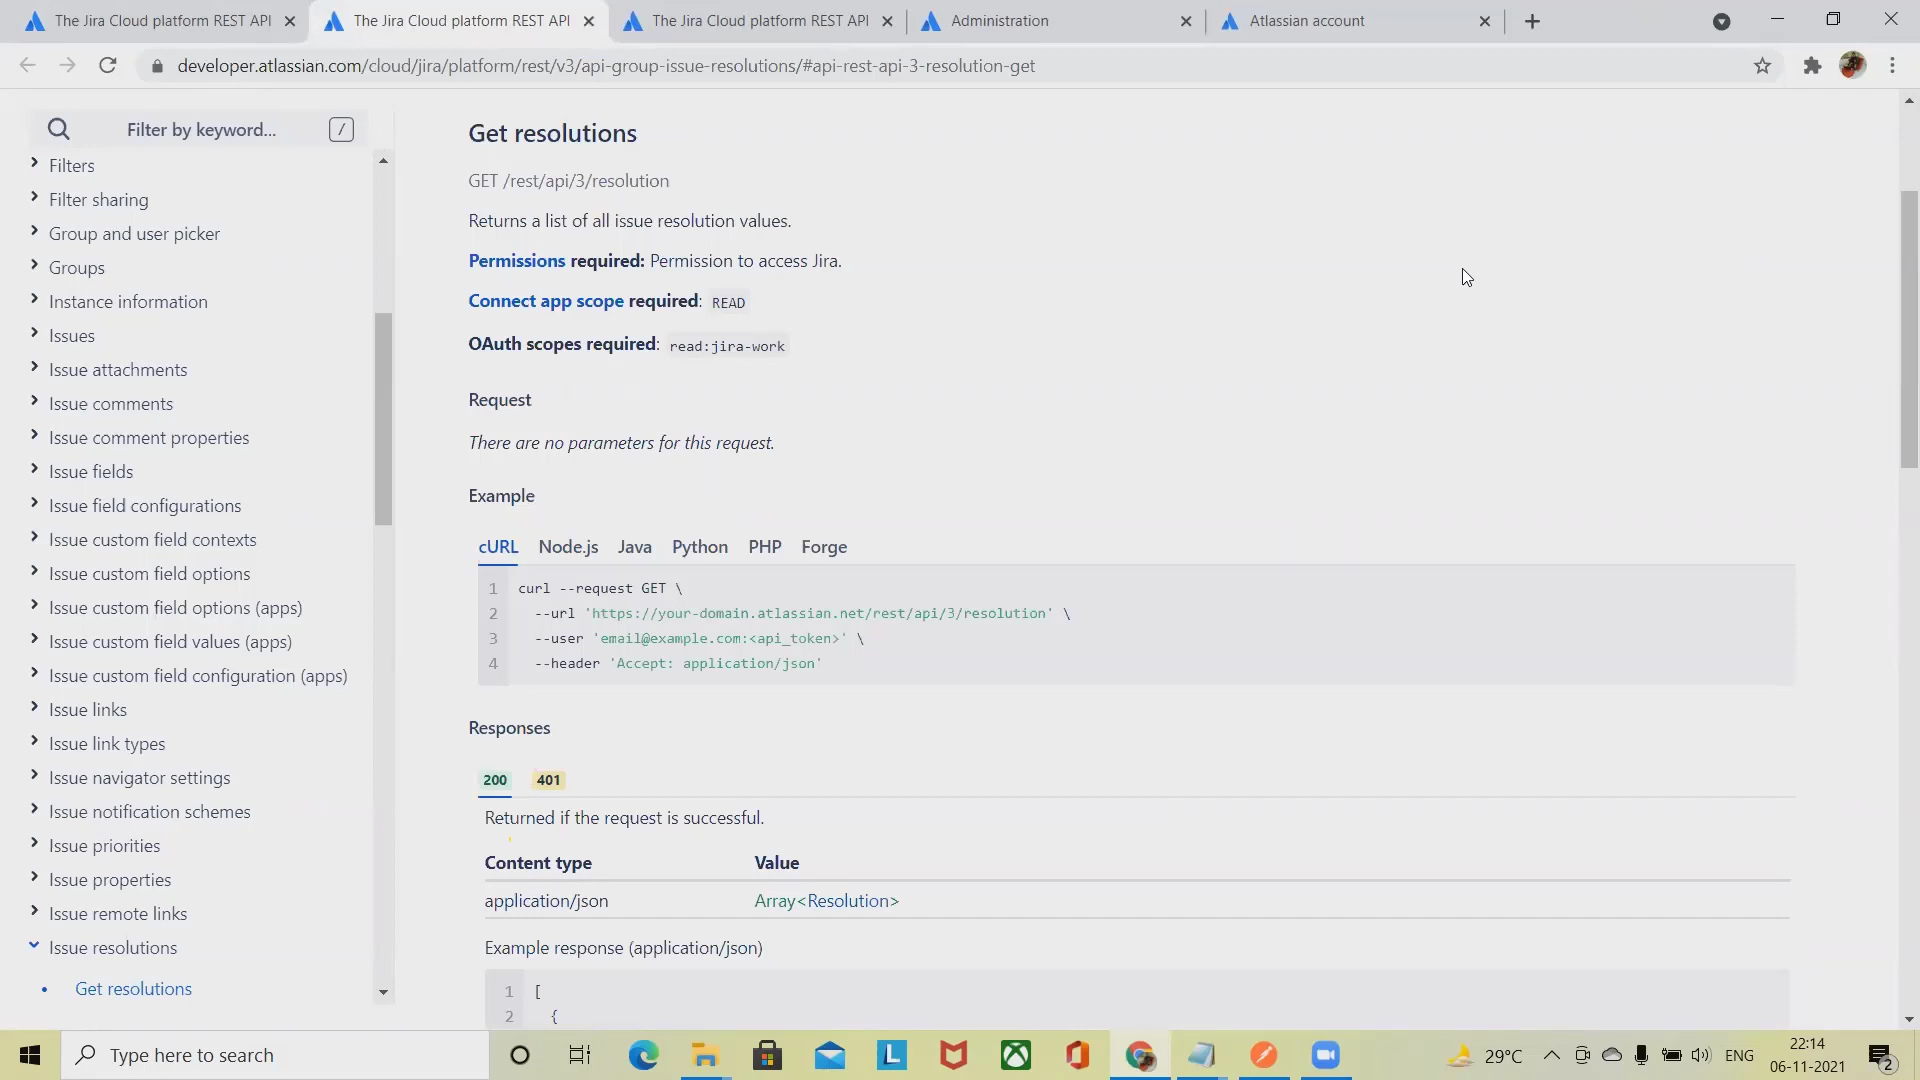 The Jira Cloud platform REST API
The Jira Cloud platform REST API
The Jira Cloud platform REST API
Administration
Atlassian account
developer.atlassian.com/cloud/jira/platform/rest/v3/api-group-issue-resolutions/#api-rest-api-3-resolution-get
Filter by keyword... /
Filters
Filter sharing
Group and user picker
Groups
Instance information
Issues
Issue attachments
Issue comments
Issue comment properties
Issue fields
Issue field configurations
Issue custom field contexts
Issue custom field options
Issue custom field options (apps)
Issue custom field values (apps)
Issue custom field configuration (apps)
Issue links
Issue link types
Issue navigator settings
Issue notification schemes
Issue priorities
Issue properties
Issue remote links
Issue resolutions
Get resolutions
Get resolutions
GET /rest/api/3/resolution
Returns a list of all issue resolution values.
Permissions required: Permission to access Jira.
Connect app scope required: READ
OAuth scopes required: read:jira-work
Request
There are no parameters for this request.
Example
cURL Node.js Java Python PHP Forge
1 curl --request GET \
2 --url 'https://your-domain.atlassian.net/rest/api/3/resolution' \
3 --user 'email@example.com:<api_token>' \
4 --header 'Accept: application/json'
Responses
200 401
Returned if the request is successful.
Content type Value
application/json Array<Resolution>
Example response (application/json)
1 [
2 {
Type here to search
L
29°C
ENG
22:14
06-11-2021
2